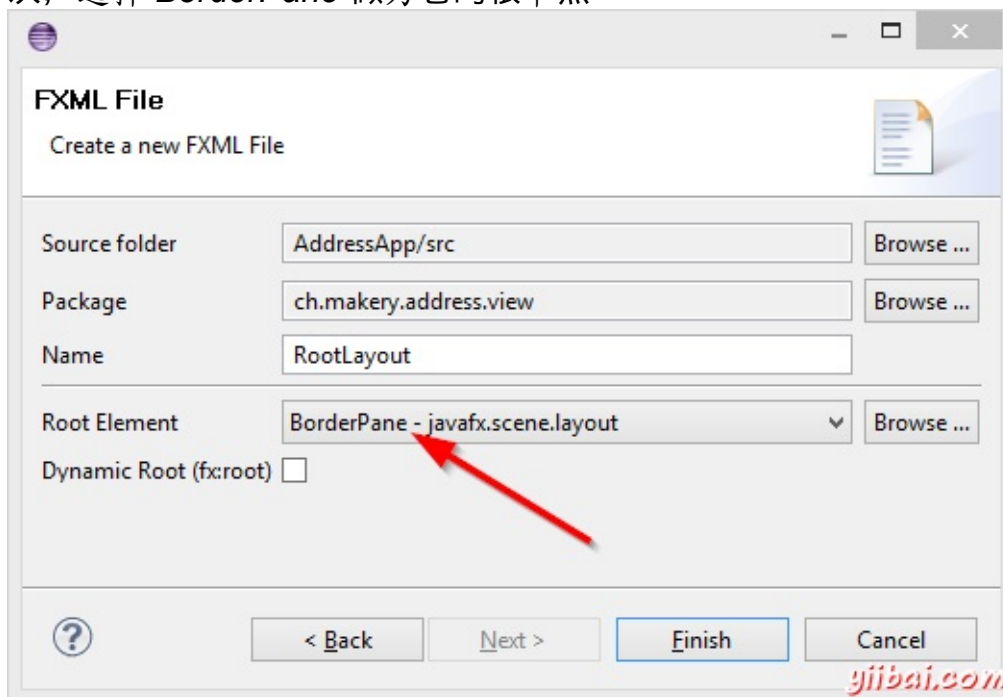 BorderPane
FXML File
Create a new FXML File
Source folder AddressApp/src Browse ...
Package ch.makery.address.view Browse ...
Name RootLayout
Root Element BorderPane - javafx.scene.layout Browse ...
Dynamic Root (fx:root)
< Back Next > Finish Cancel
yiibai.com